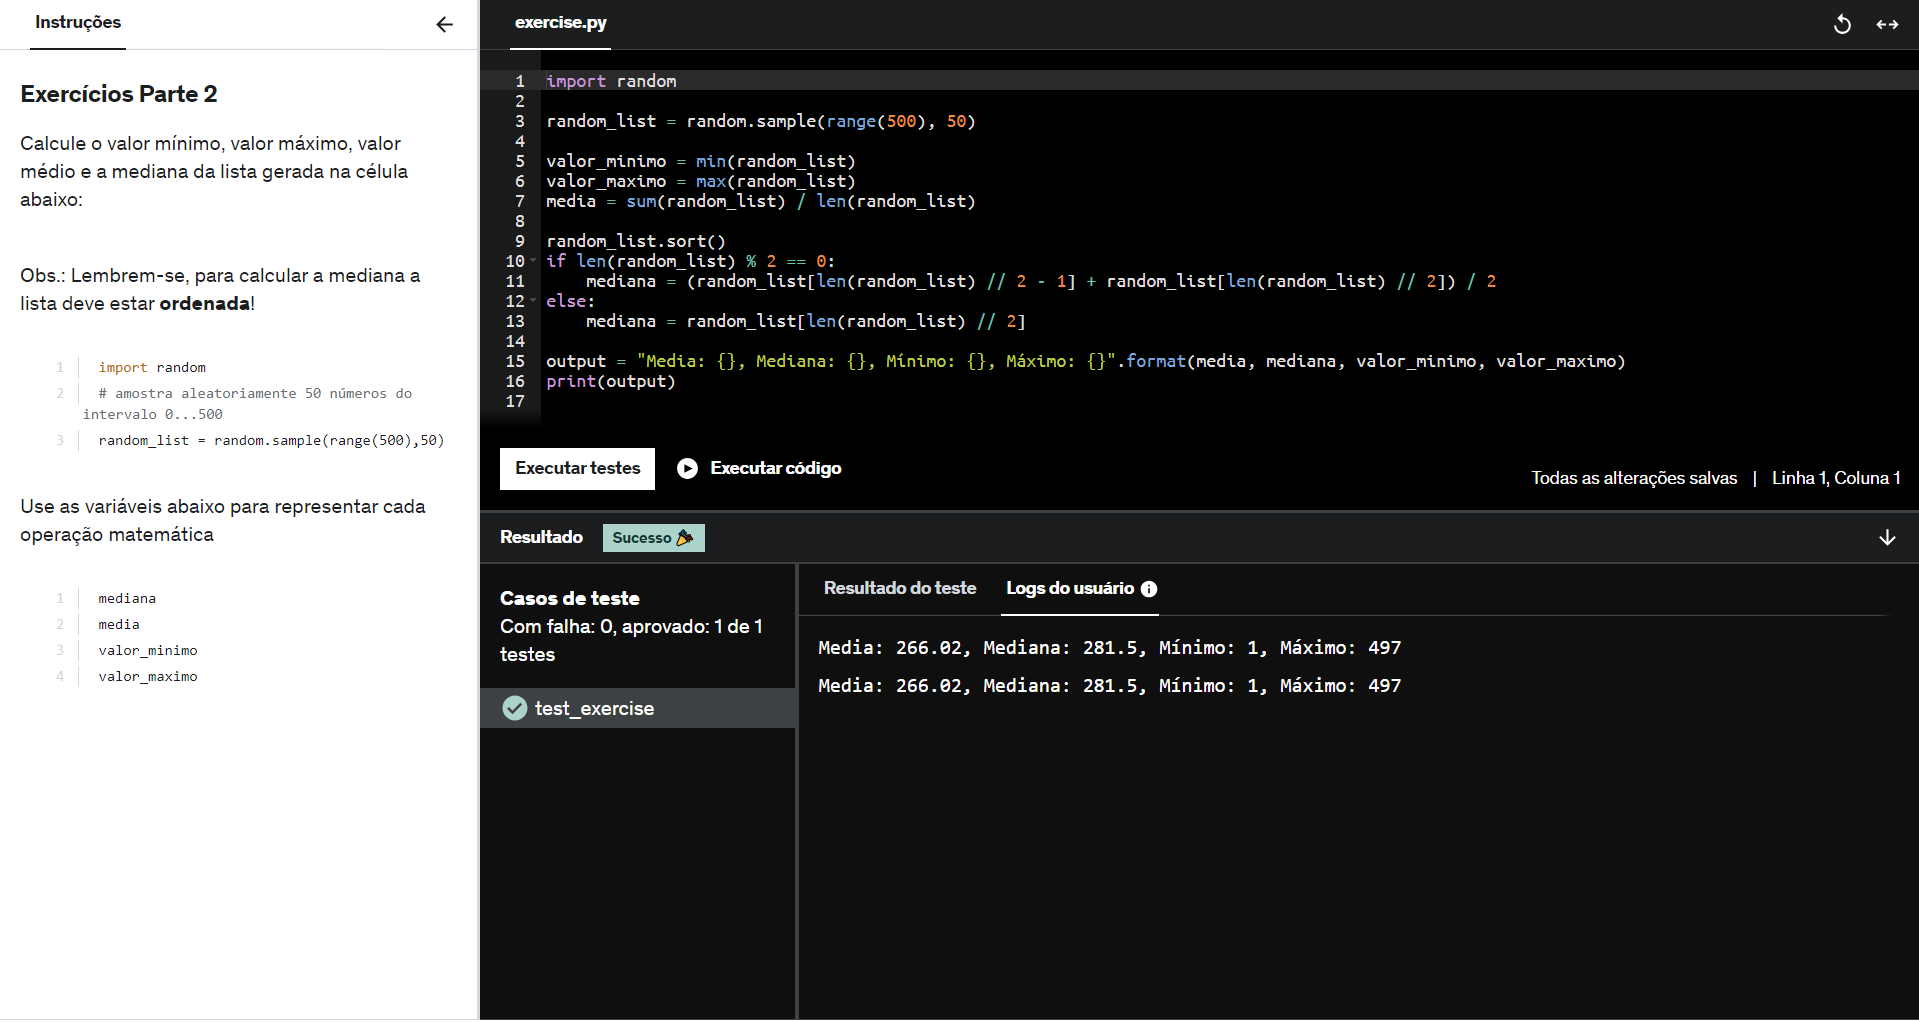 Instruções
Exercícios Parte 2
Calcule o valor mínimo, valor máximo, valor
médio e a mediana da lista gerada na célula
abaixo:
Obs.: Lembrem-se, para calcular a mediana a
lista deve estar ordenada!
1 import random
2 # amostra aleatoriamente 50 números do
intervalo 0...500
3 random_list = random.sample(range(500),50)
Use as variáveis abaixo para representar cada
operação matemática
1 mediana
2 media
3 valor_minimo
4 valor_maximo
exercise.py
1 import random
2
3 random_list = random.sample(range(500), 50)
4
5 valor_minimo = min(random_list)
6 valor_maximo = max(random_list)
7 media = sum(random_list) / len(random_list)
8
9 random_list.sort()
10 if len(random_list) % 2 == 0:
11     mediana = (random_list[len(random_list) // 2 - 1] + random_list[len(random_list) // 2]) / 2
12 else:
13     mediana = random_list[len(random_list) // 2]
14
15 output = "Media: {}, Mediana: {}, Mínimo: {}, Máximo: {}".format(media, mediana, valor_minimo, valor_maximo)
16 print(output)
17
Executar testes Executar código
Todas as alterações salvas | Linha 1, Coluna 1
Resultado Sucesso
Casos de teste
Com falha: 0, aprovado: 1 de 1
testes
test_exercise
Resultado do teste Logs do usuário
Media: 266.02, Mediana: 281.5, Mínimo: 1, Máximo: 497
Media: 266.02, Mediana: 281.5, Mínimo: 1, Máximo: 497